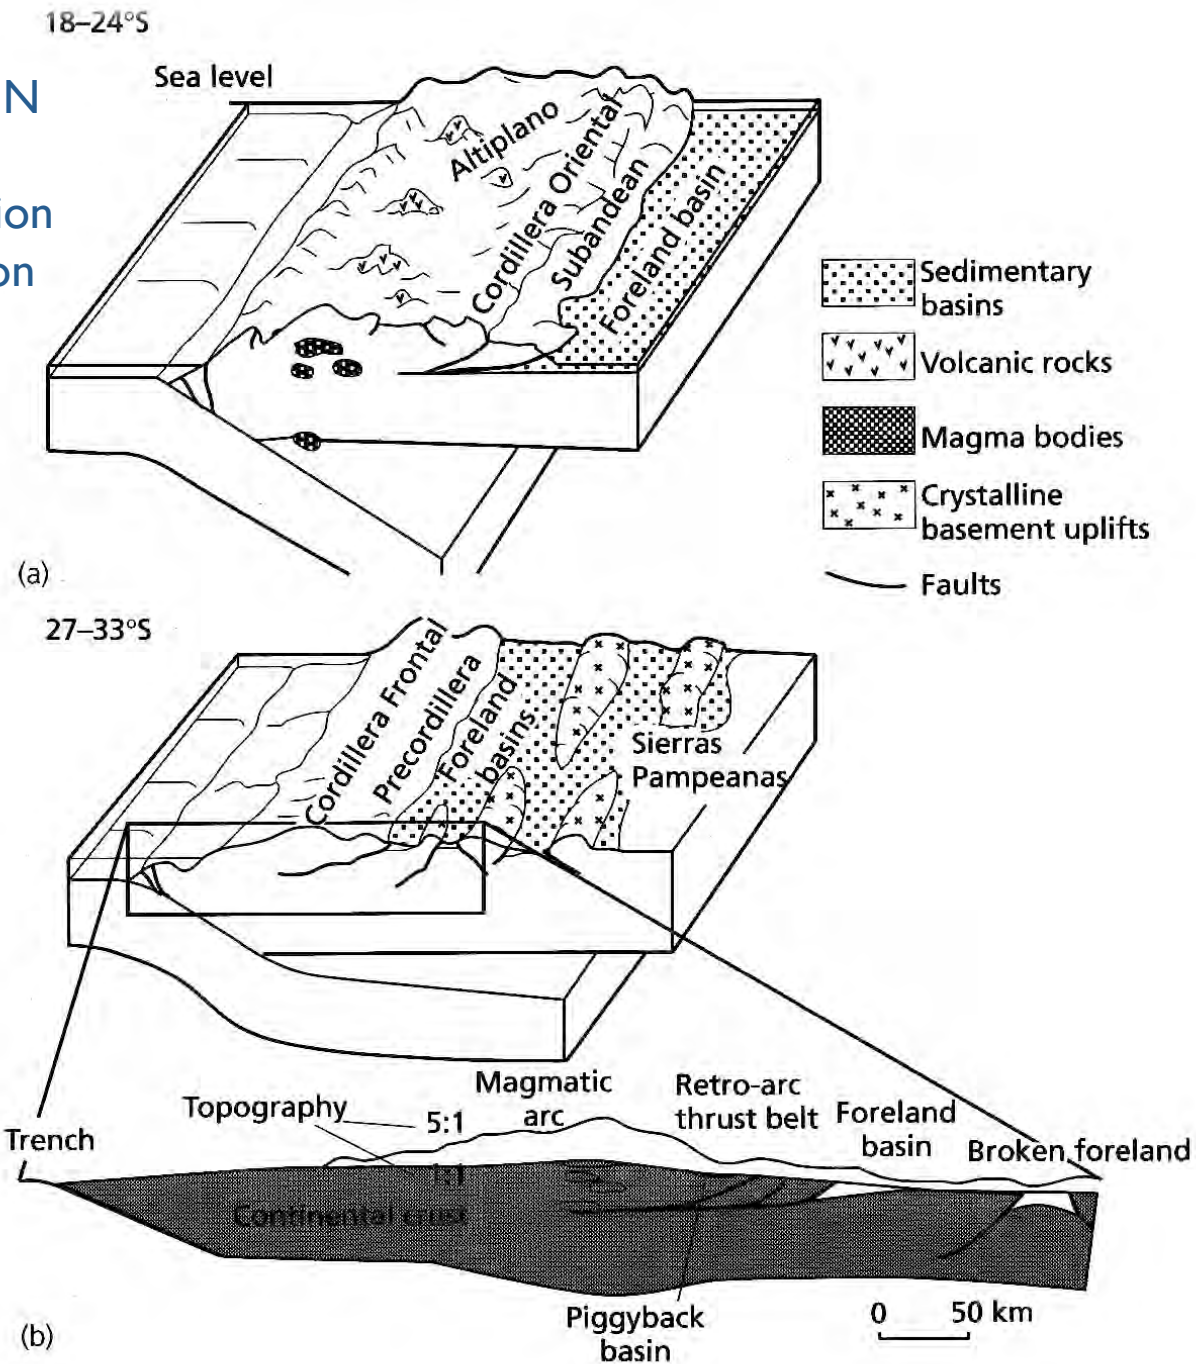 18–24°S
N
ion
on
Sea level
Altiplano
Cordillera Oriental
Subandean
Foreland basin
Sedimentary
basins
Volcanic rocks
Magma bodies
Crystalline
basement uplifts
Faults
(a)
27–33°S
Cordillera Frontal
Precordillera
Foreland
basins
Sierras
Pampeanas
Trench
Topography
5:1
1:1
Magmatic
arc
Retro-arc
thrust belt
Foreland
basin
Broken foreland
Continental crust
Piggyback
basin
0 50 km
(b)